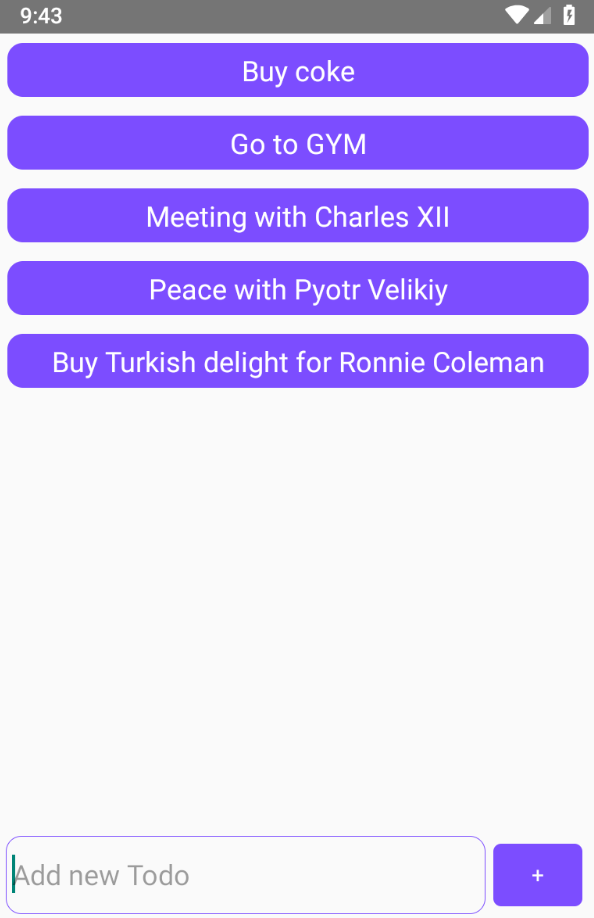 9:43
Buy coke
Go to GYM
Meeting with Charles XII
Peace with Pyotr Velikiy
Buy Turkish delight for Ronnie Coleman
Add new Todo
+